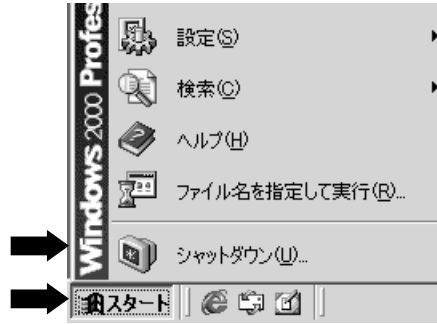 Windows 2000 Profes
設定(S)
検索(C)
ヘルプ(H)
ファイル名を指定して実行(R)...
シャットダウン(U)...
スタート